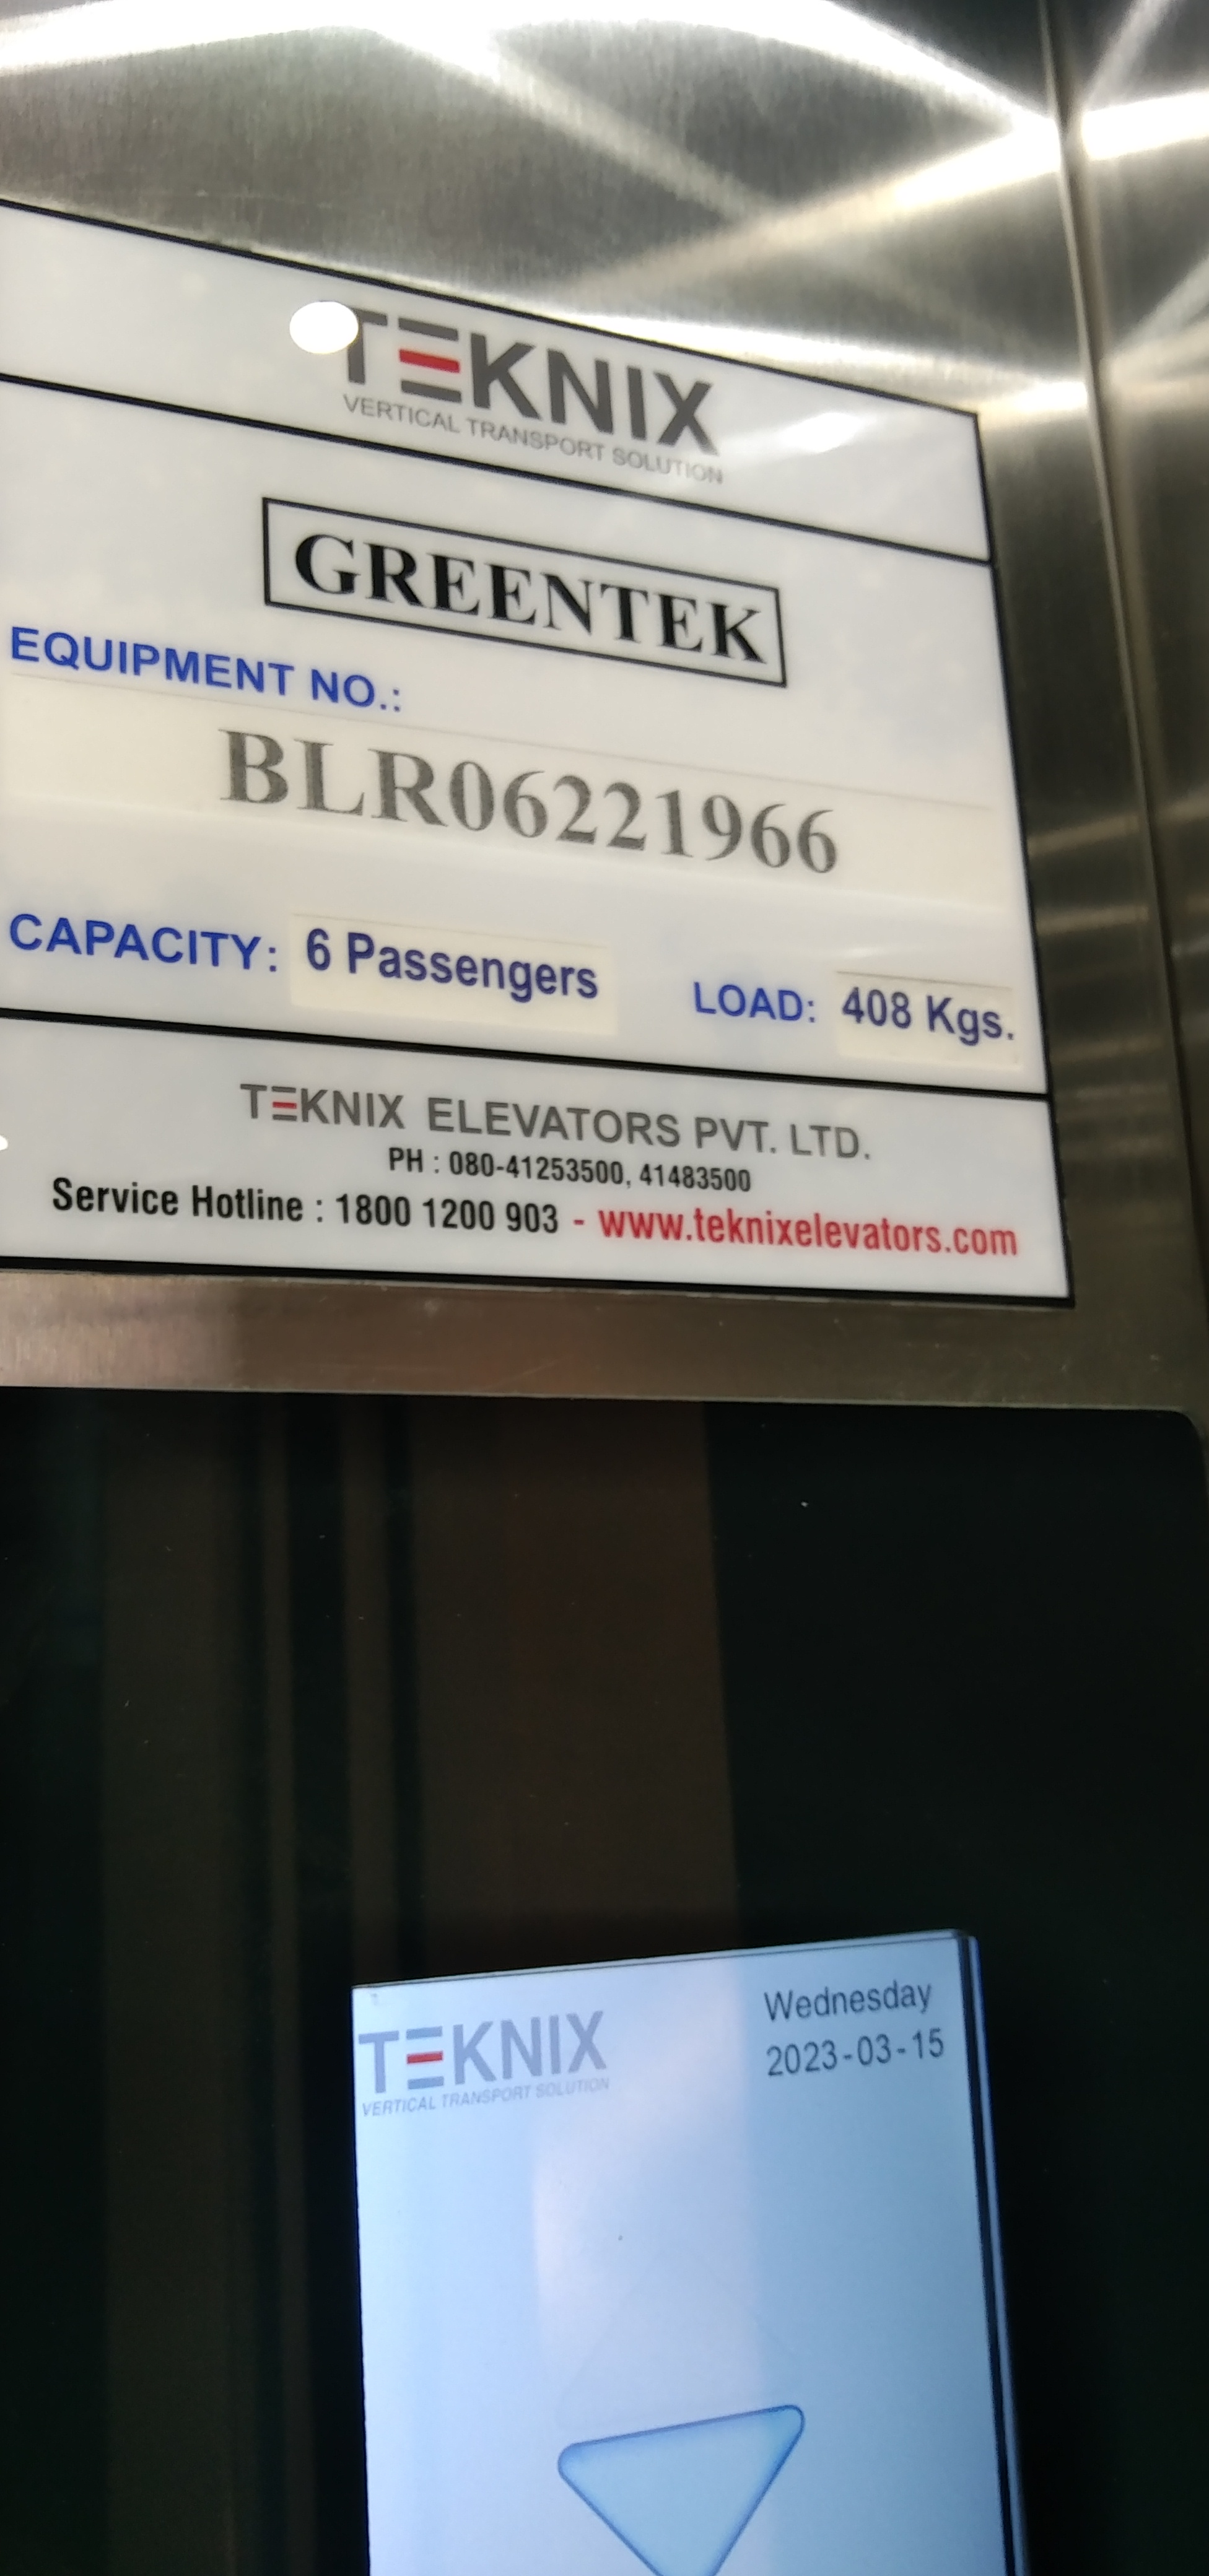 TEKNIX
VERTICAL TRANSPORT SOLUTION
GREENTEK
EQUIPMENT NO.:
BLR06221966
CAPACITY: 6 Passengers LOAD: 408 Kgs.
TEKNIX ELEVATORS PVT. LTD.
PH : 080-41253500, 41483500
Service Hotline : 1800 1200 903 - www.teknixelevators.com
TEKNIX
VERTICAL TRANSPORT SOLUTION
Wednesday
2023-03-15